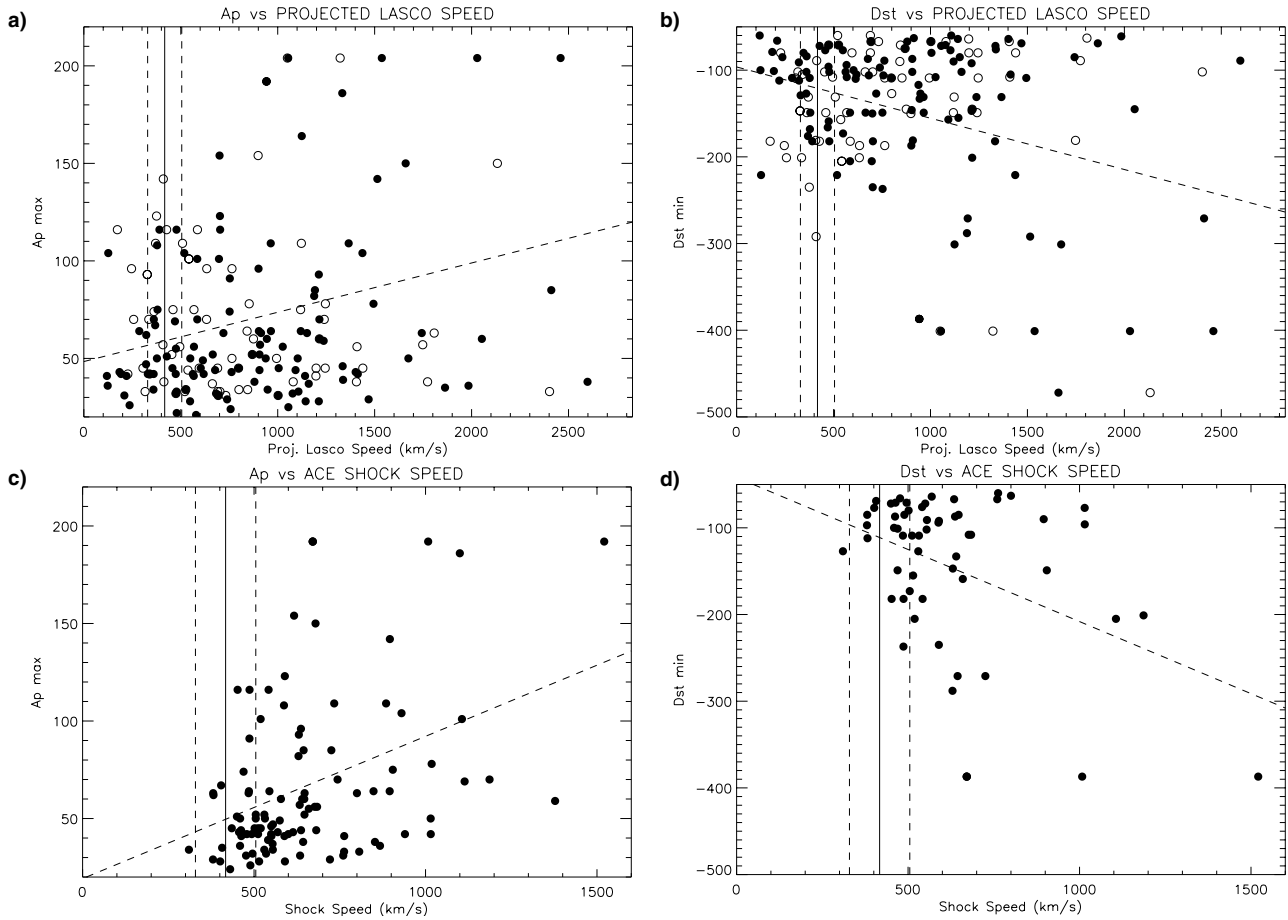 a)
Ap vs PROJECTED LASCO SPEED
200
150
100
50
Ap max
0
500
1000
1500
2000
2500
Proj. Lasco Speed (km/s)
b)
Dst vs PROJECTED LASCO SPEED
-100
-200
-300
-400
-500
Dst min
0
500
1000
1500
2000
2500
Proj. Lasco Speed (km/s)
c)
Ap vs ACE SHOCK SPEED
200
150
100
50
Ap max
0
500
1000
1500
Shock Speed (km/s)
d)
Dst vs ACE SHOCK SPEED
-100
-200
-300
-400
-500
Dst min
0
500
1000
1500
Shock Speed (km/s)